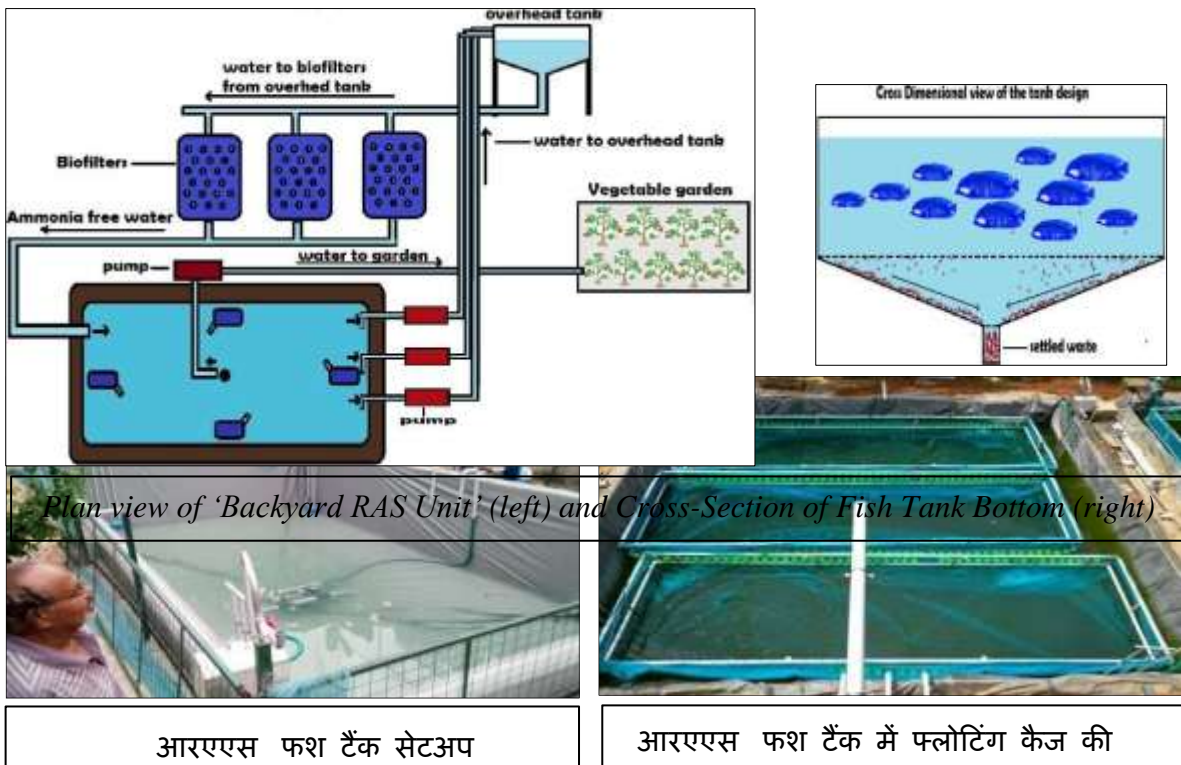 overhead tank
water to biofilters
from overhed tank
Biofilters
water to overhead tank
Vegetable garden
Ammonia free water
water to garden
pump
pump
Cross Dimensional view of the tank design
settled waste
Plan view of ‘Backyard RAS Unit’ (left) and Cross-Section of Fish Tank Bottom (right)
आरएएस फश टैंक सेटअप
आरएएस फश टैंक में फ्लोटिंग कैज की